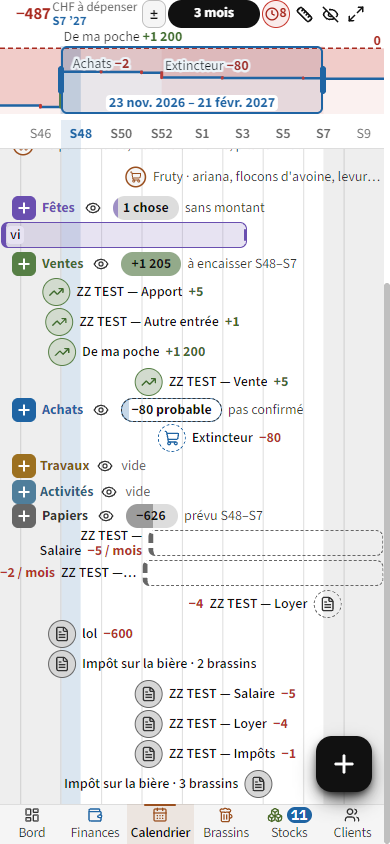 −487 CHF à dépenser S7 ’27
± 3 mois 8
De ma poche +1 200
0
Achats −2 Extincteur −80
23 nov. 2026 – 21 févr. 2027
S46 S48 S50 S52 S1 S3 S5 S7 S9
Fruty · ariana, flocons d'avoine, levur…
Fêtes 1 chose sans montant
vi
Ventes +1 205 à encaisser S48–S7
ZZ TEST — Apport +5
ZZ TEST — Autre entrée +1
De ma poche +1 200
ZZ TEST — Vente +5
Achats −80 probable pas confirmé
Extincteur −80
Travaux vide
Activités vide
Papiers −626 prévu S48–S7
ZZ TEST —
Salaire −5 / mois
−2 / mois ZZ TEST —…
−4 ZZ TEST — Loyer
lol −600
Impôt sur la bière · 2 brassins
ZZ TEST — Salaire −5
ZZ TEST — Loyer −4
ZZ TEST — Impôts −1
Impôt sur la bière · 3 brassins
11
Bord Finances Calendrier Brassins Stocks Clients